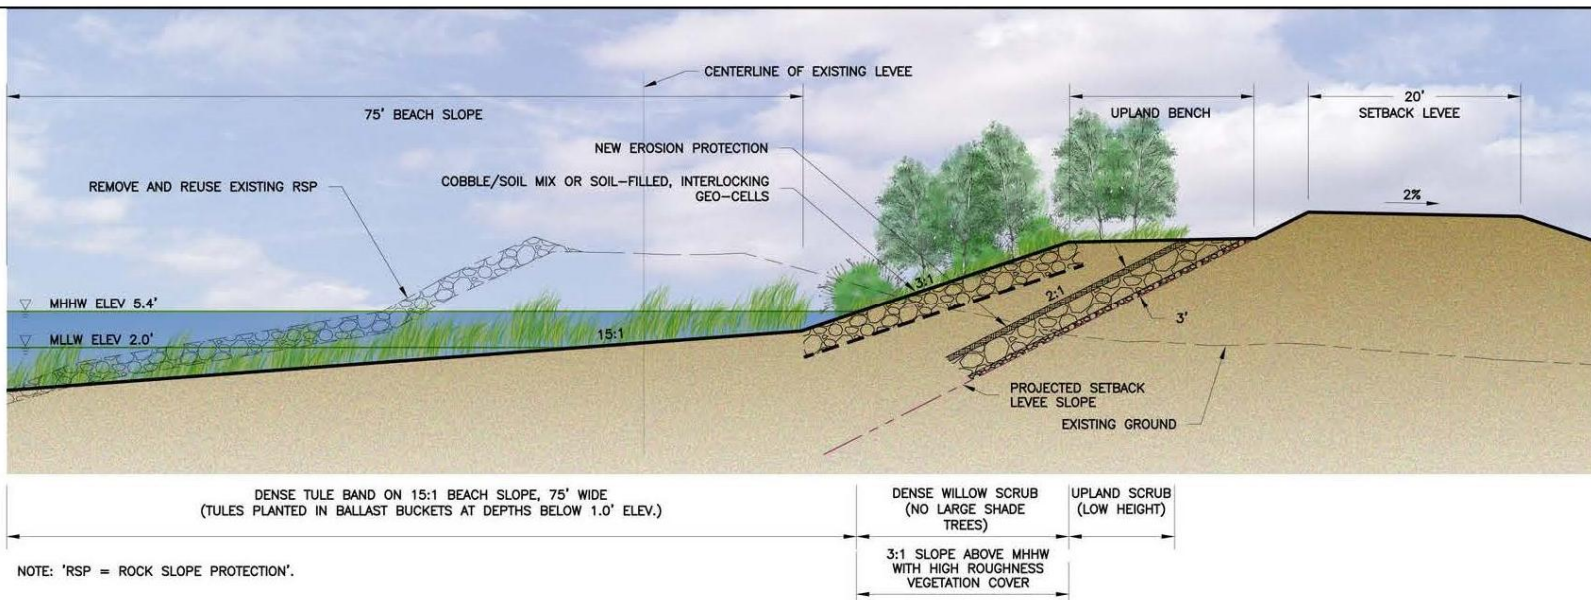 CENTERLINE OF EXISTING LEVEE
75' BEACH SLOPE
UPLAND BENCH
20'
SETBACK LEVEE
NEW EROSION PROTECTION
REMOVE AND REUSE EXISTING RSP
COBBLE/SOIL MIX OR SOIL-FILLED, INTERLOCKING
GEO-CELLS
2%
MHHW ELEV 5.4'
3:1
2:1
3'
MLLW ELEV 2.0'
15:1
PROJECTED SETBACK
LEVEE SLOPE
EXISTING GROUND
DENSE TULE BAND ON 15:1 BEACH SLOPE, 75' WIDE
(TULES PLANTED IN BALLAST BUCKETS AT DEPTHS BELOW 1.0' ELEV.)
DENSE WILLOW SCRUB
(NO LARGE SHADE
TREES)
UPLAND SCRUB
(LOW HEIGHT)
3:1 SLOPE ABOVE MHHW
WITH HIGH ROUGHNESS
VEGETATION COVER
NOTE: 'RSP = ROCK SLOPE PROTECTION'.